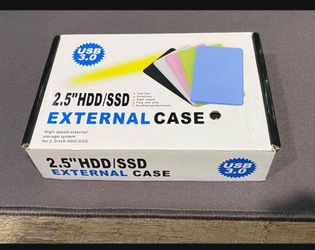 USB
3.0
2.5"HDD/SSD
EXTERNAL CASE
High speed external
storage system
for 2.5inch HDD/SSD
2.5"HDD/SSD
EXTERNAL CASE
USB
3.0